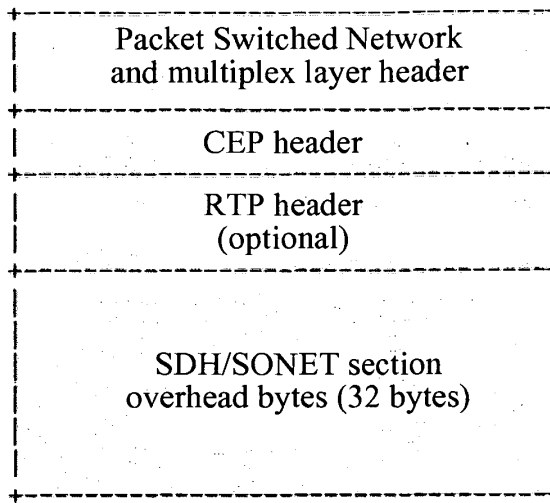 Packet Switched Network
and multiplex layer header
CEP header
RTP header
(optional)
SDH/SONET section
overhead bytes (32 bytes)